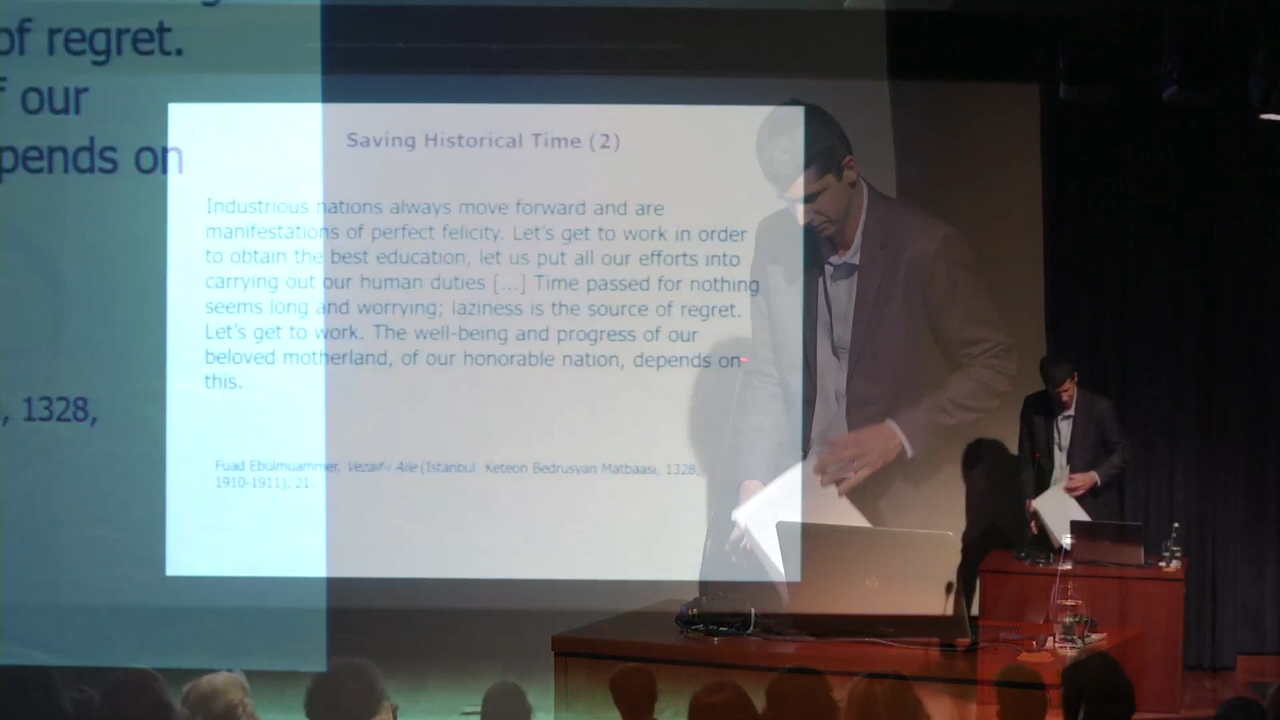 of regret.
our
pends on
, 1328,
Saving Historical Time (2)
Industrious nations always move forward and are
manifestations of perfect felicity. Let's get to work in order
to obtain the best education, let us put all our efforts into
carrying out our human duties [...] Time passed for nothing
seems long and worrying; laziness is the source of regret.
Let's get to work. The well-being and progress of our
beloved motherland, of our honorable nation, depends on
this.
Fuad Ebülmuammer, Vezaif-i Aile (Istanbul: Keteon Bedrusyan Matbaası, 1328,
1910-1911), 21.